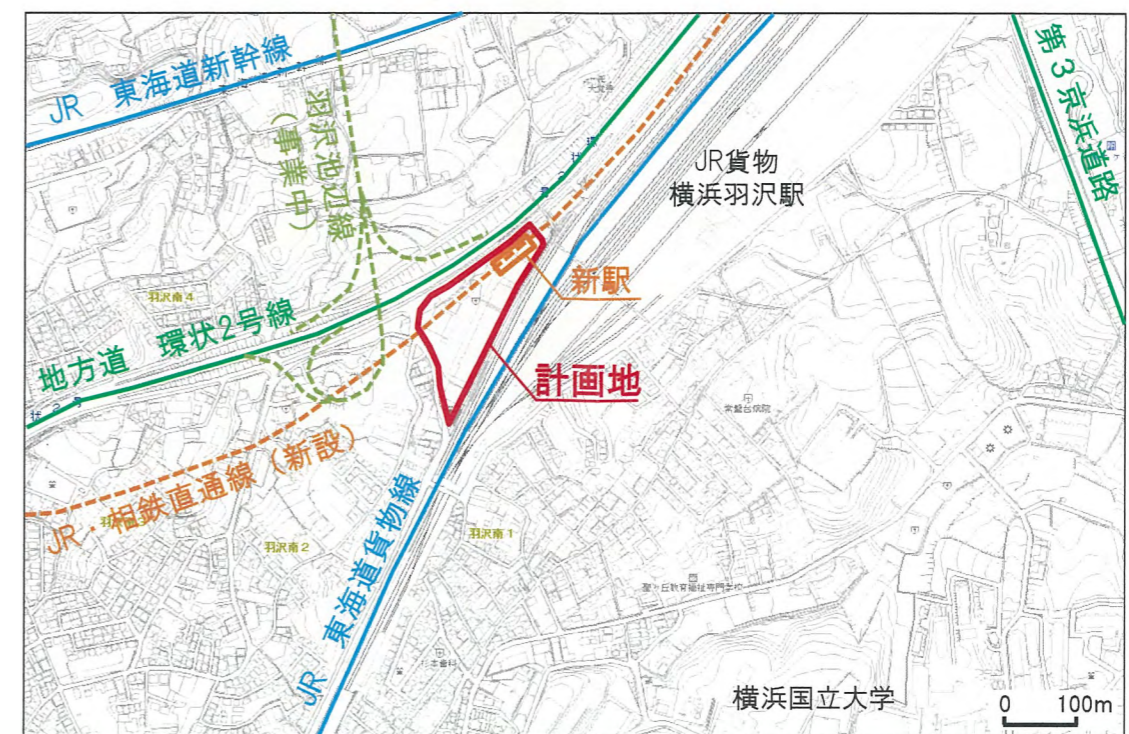 JR 東海道新幹線
羽沢池辺線
(事業中)
第3京浜道路
JR貨物
横浜羽沢駅
新駅
羽沢南4
地方道 環状2号線
計画地
常盤台病院
JR・相鉄直通線(新設)
羽沢南2
羽沢南1
JR 東海道貨物線
杉本歯科
横浜国立大学
0 100m